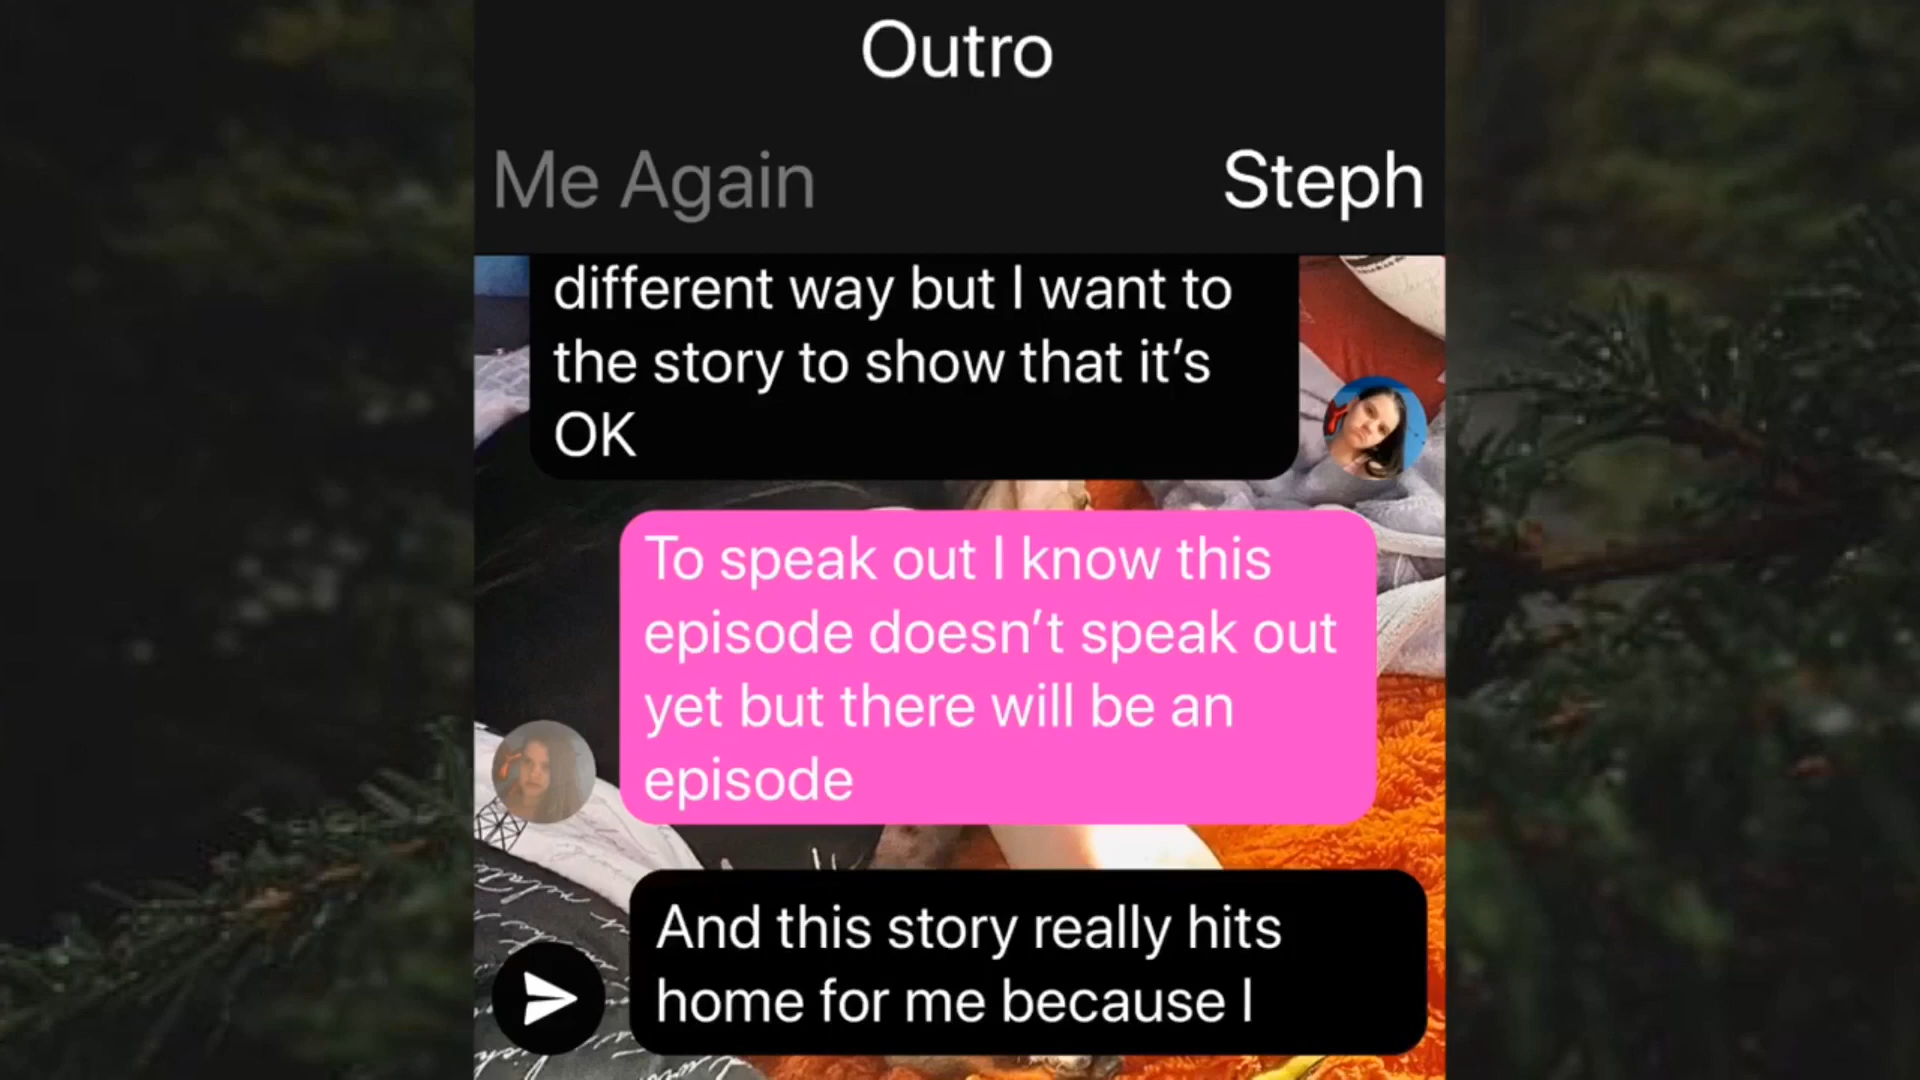 Outro
Me Again
Steph
different way but I want to
the story to show that it’s
OK
To speak out I know this
episode doesn’t speak out
yet but there will be an
episode
And this story really hits
home for me because I